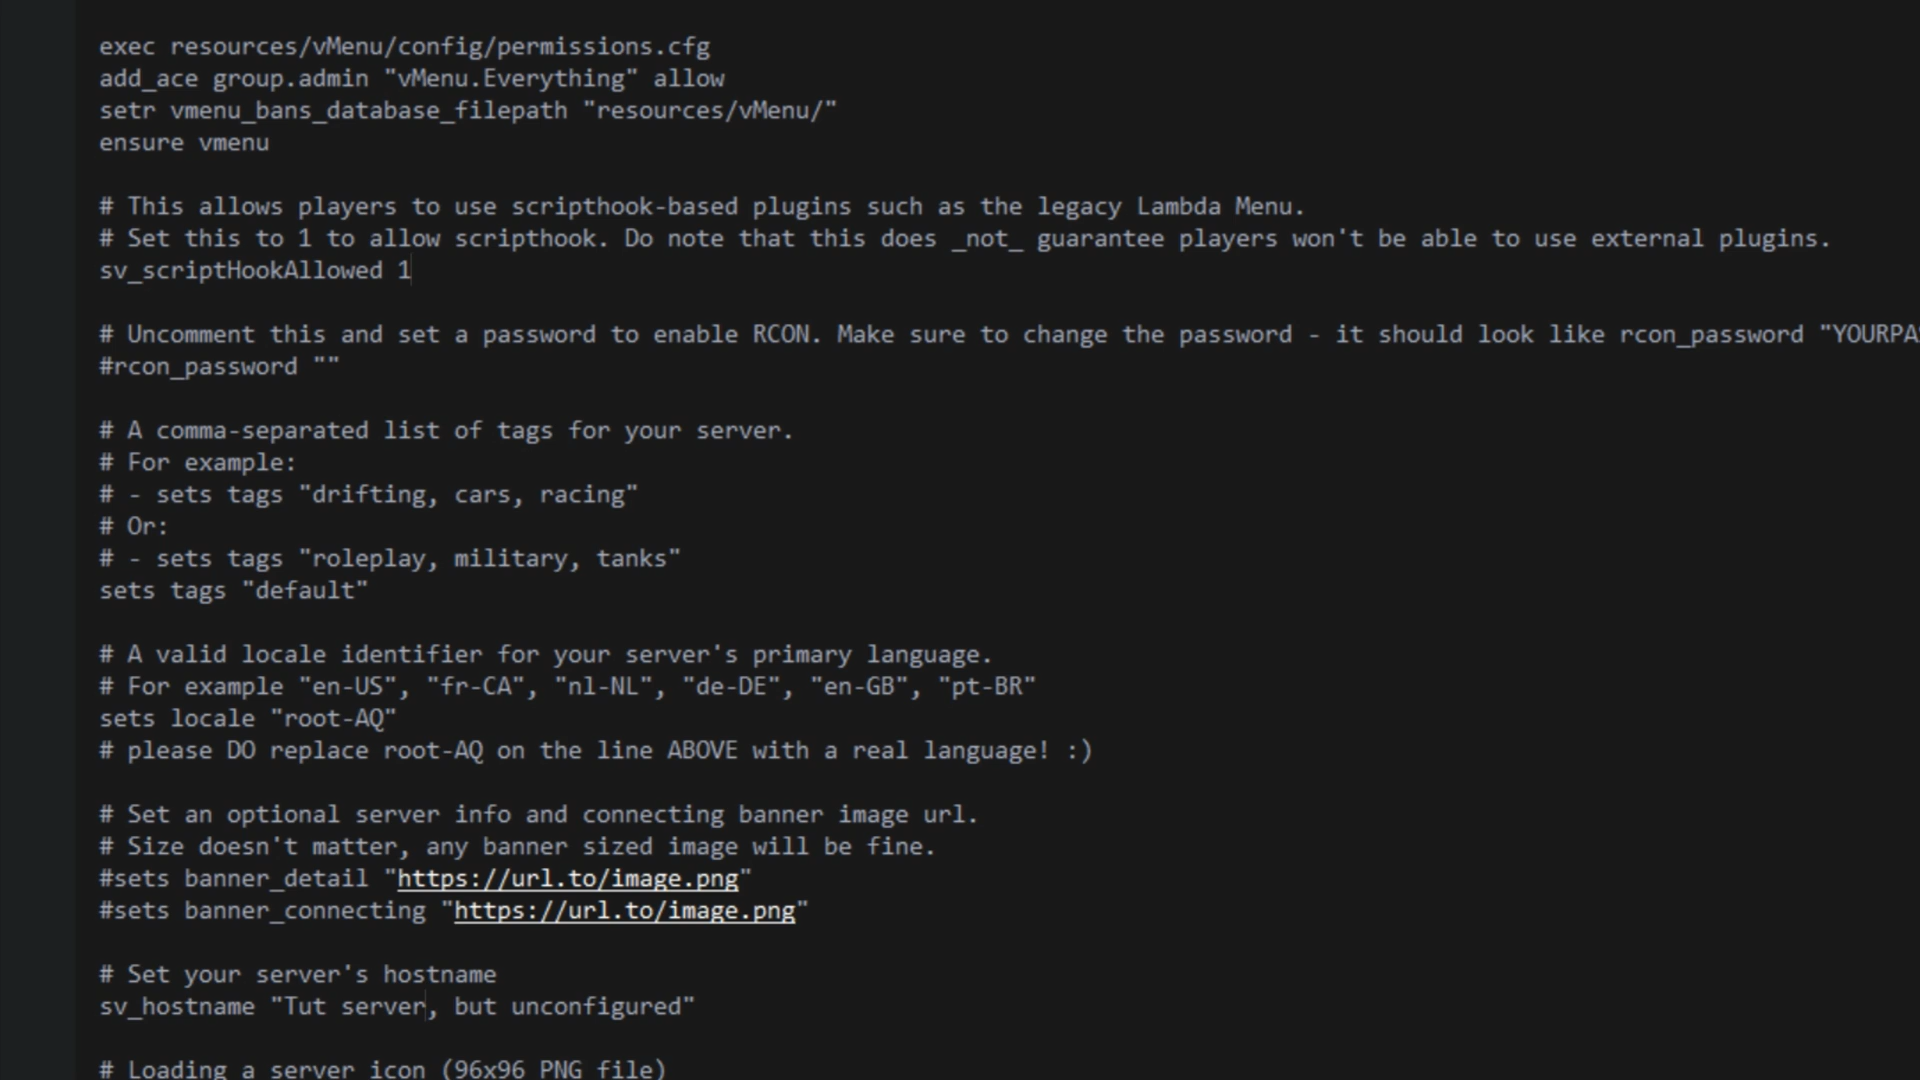 exec resources/vMenu/config/permissions.cfg
add_ace group.admin "vMenu.Everything" allow
setr vmenu_bans_database_filepath "resources/vMenu/"
ensure vmenu
# This allows players to use scripthook-based plugins such as the legacy Lambda Menu.
# Set this to 1 to allow scripthook. Do note that this does _not_ guarantee players won't be able to use external plugins.
sv_scriptHookAllowed 1
# Uncomment this and set a password to enable RCON. Make sure to change the password - it should look like rcon_password "YOURPAS
#rcon_password ""
# A comma-separated list of tags for your server.
# For example:
# - sets tags "drifting, cars, racing"
# Or:
# - sets tags "roleplay, military, tanks"
sets tags "default"
# A valid locale identifier for your server's primary language.
# For example "en-US", "fr-CA", "nl-NL", "de-DE", "en-GB", "pt-BR"
sets locale "root-AQ"
# please DO replace root-AQ on the line ABOVE with a real language! :)
# Set an optional server info and connecting banner image url.
# Size doesn't matter, any banner sized image will be fine.
#sets banner_detail "https://url.to/image.png"
#sets banner_connecting "https://url.to/image.png"
# Set your server's hostname
sv_hostname "Tut server, but unconfigured"
# Loading a server icon (96x96 PNG file)